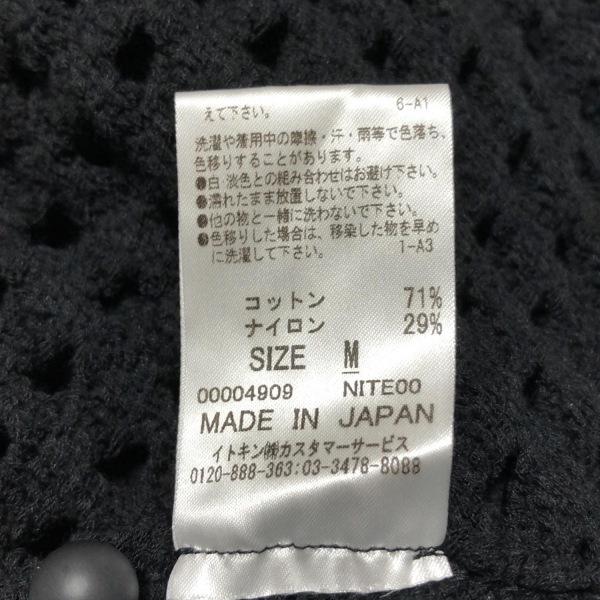 えて下さい。 6-A1
洗濯や着用中の摩擦・汗・雨等で色落ち、
色移りすることがあります。
●白・淡色との組み合わせはお避け下さい。
●濡れたまま放置しないで下さい。
●他の物と一緒に洗わないで下さい。
●色移りした場合は、移染した物を早め
に洗濯して下さい。 1-A3
コットン 71%
ナイロン 29%
SIZE M
00004909 NITE00
MADE IN JAPAN
イトキン㈱カスタマーサービス
0120-888-363:03-3478-8088